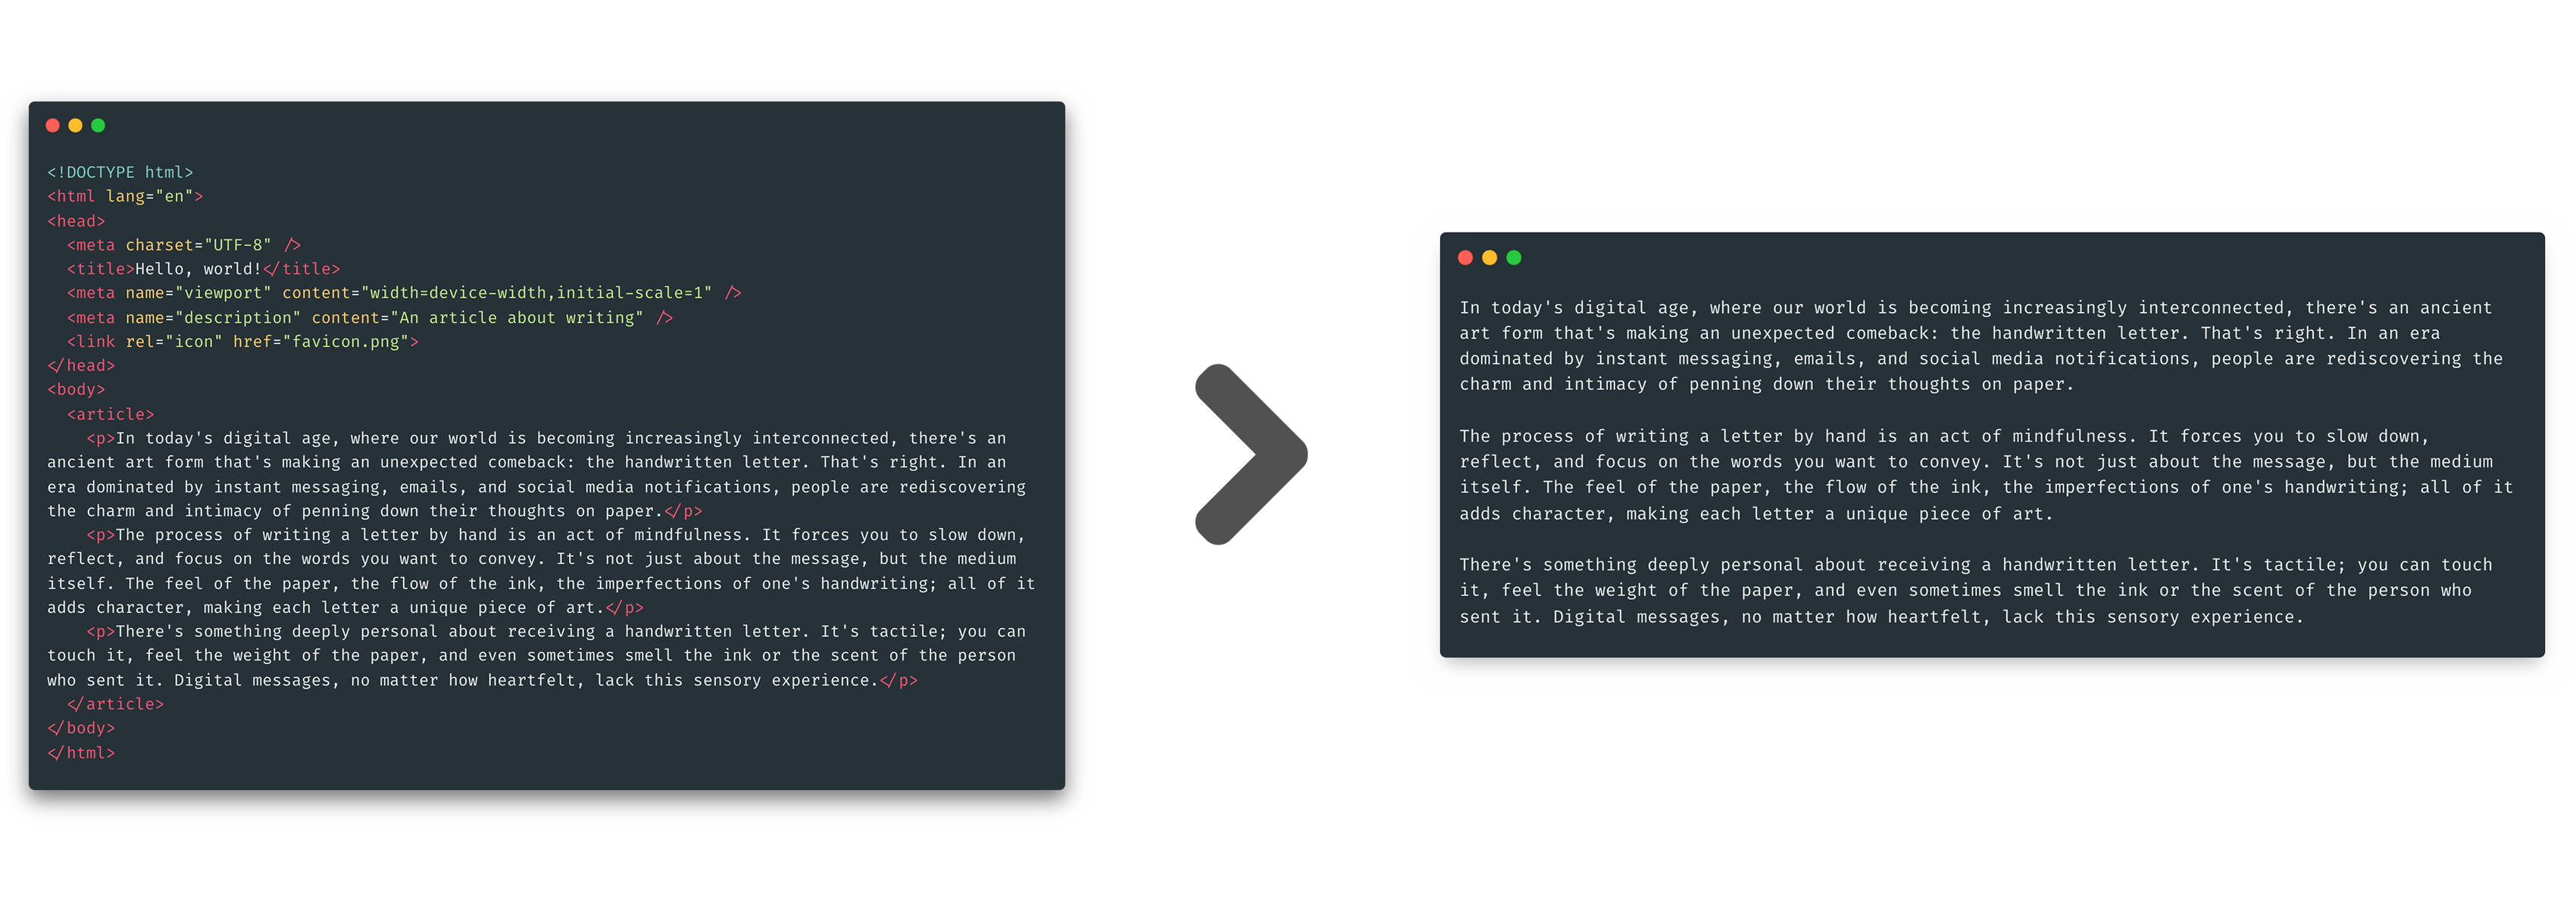 <!DOCTYPE html>
<html lang="en">
<head>
  <meta charset="UTF-8" />
  <title>Hello, world!</title>
  <meta name="viewport" content="width=device-width,initial-scale=1" />
  <meta name="description" content="An article about writing" />
  <link rel="icon" href="favicon.png">
</head>
<body>
  <article>
    <p>In today's digital age, where our world is becoming increasingly interconnected, there's an
ancient art form that's making an unexpected comeback: the handwritten letter. That's right. In an
era dominated by instant messaging, emails, and social media notifications, people are rediscovering
the charm and intimacy of penning down their thoughts on paper.</p>
    <p>The process of writing a letter by hand is an act of mindfulness. It forces you to slow down,
reflect, and focus on the words you want to convey. It's not just about the message, but the medium
itself. The feel of the paper, the flow of the ink, the imperfections of one's handwriting; all of it
adds character, making each letter a unique piece of art.</p>
    <p>There's something deeply personal about receiving a handwritten letter. It's tactile; you can
touch it, feel the weight of the paper, and even sometimes smell the ink or the scent of the person
who sent it. Digital messages, no matter how heartfelt, lack this sensory experience.</p>
  </article>
</body>
</html>
In today's digital age, where our world is becoming increasingly interconnected, there's an ancient
art form that's making an unexpected comeback: the handwritten letter. That's right. In an era
dominated by instant messaging, emails, and social media notifications, people are rediscovering the
charm and intimacy of penning down their thoughts on paper.
The process of writing a letter by hand is an act of mindfulness. It forces you to slow down,
reflect, and focus on the words you want to convey. It's not just about the message, but the medium
itself. The feel of the paper, the flow of the ink, the imperfections of one's handwriting; all of it
adds character, making each letter a unique piece of art.
There's something deeply personal about receiving a handwritten letter. It's tactile; you can touch
it, feel the weight of the paper, and even sometimes smell the ink or the scent of the person who
sent it. Digital messages, no matter how heartfelt, lack this sensory experience.